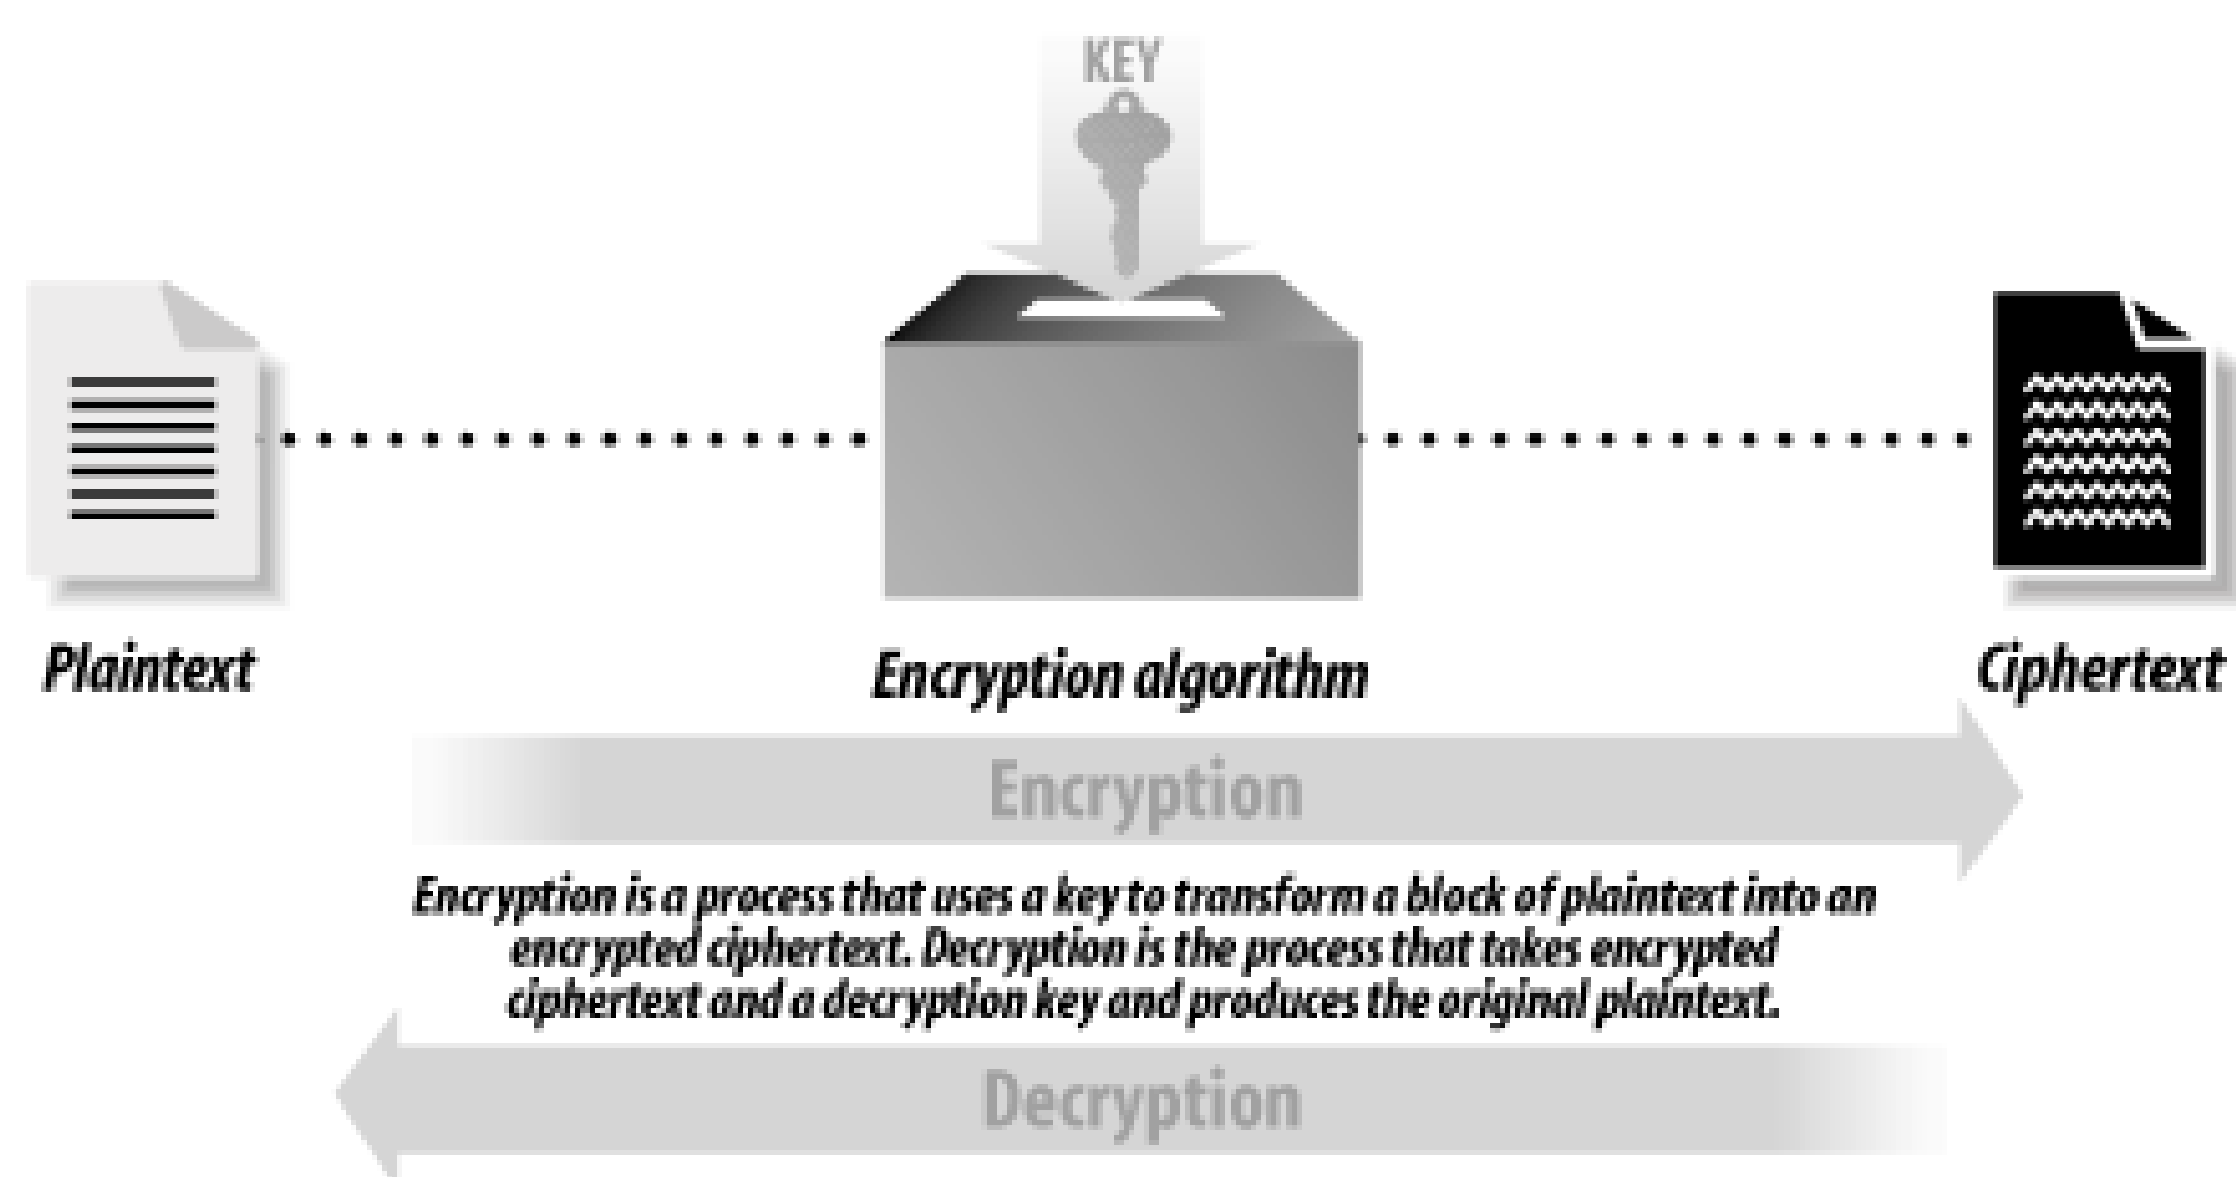 KEY
Plaintext
Encryption algorithm
Ciphertext
Encryption
Encryption is a process that uses a key to transform a block of plaintext into an
encrypted ciphertext. Decryption is the process that takes encrypted
ciphertext and a decryption key and produces the original plaintext.
Decryption